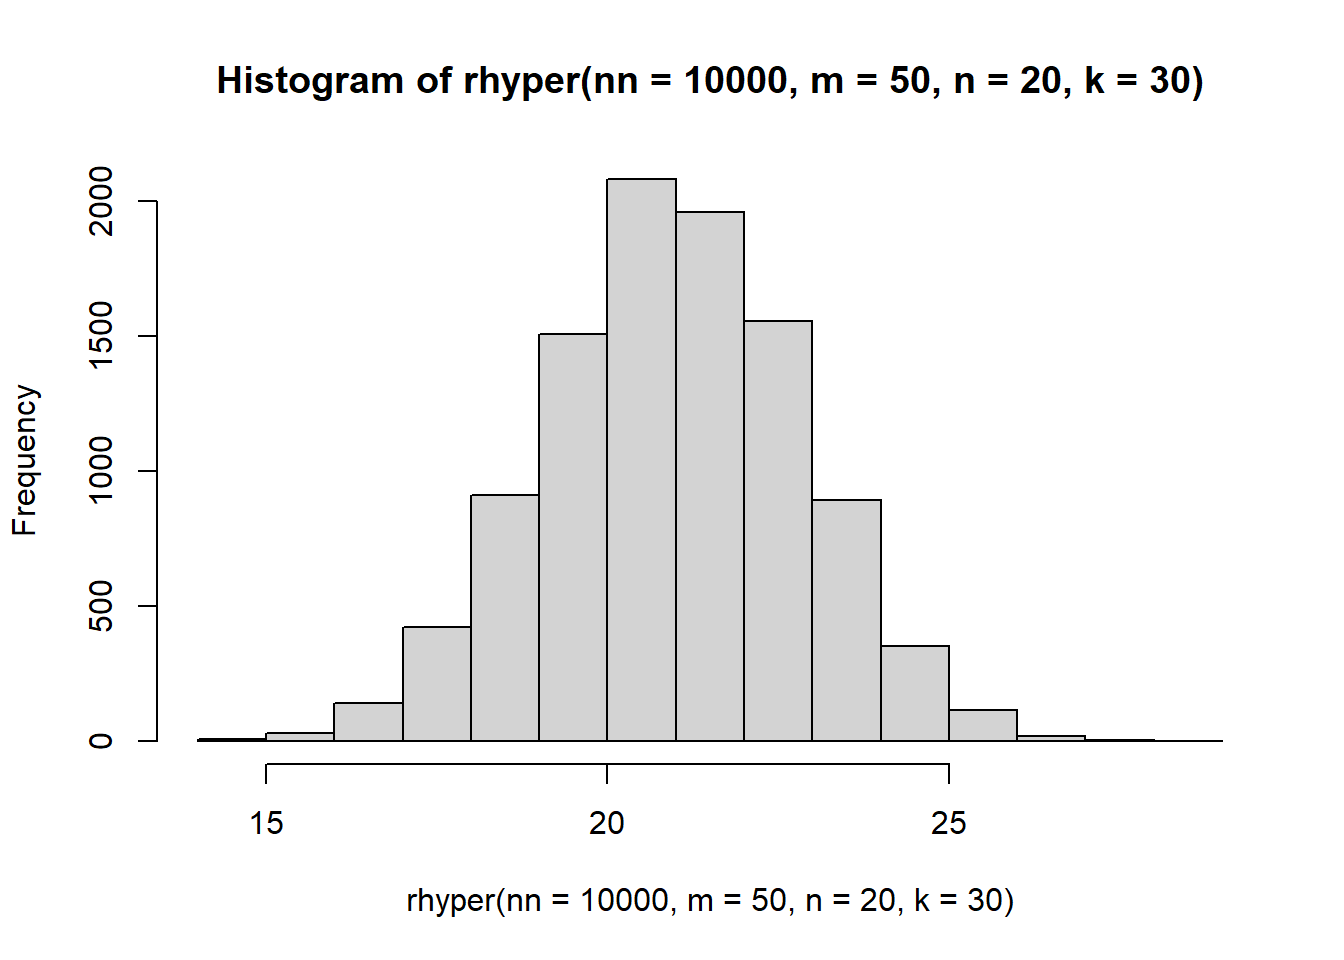 Histogram of rhyper(nn = 10000, m = 50, n = 20, k = 30)
Frequency
2000
1500
1000
500
0
15 20 25
rhyper(nn = 10000, m = 50, n = 20, k = 30)